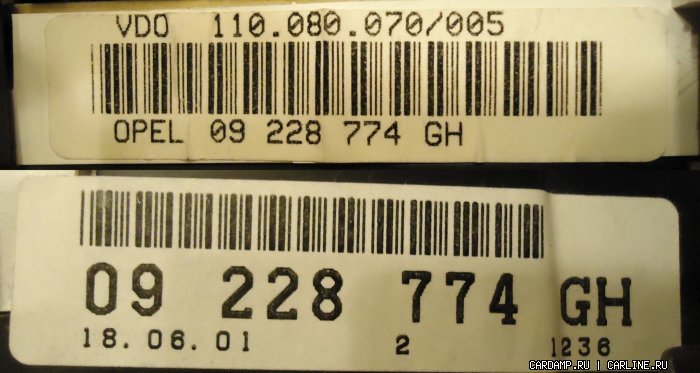 VDO 110.080.070/005
OPEL 09 228 774 GH
09 228 774 GH
18.06.01 2 1236
CARDAMP.RU | CARLINE.RU